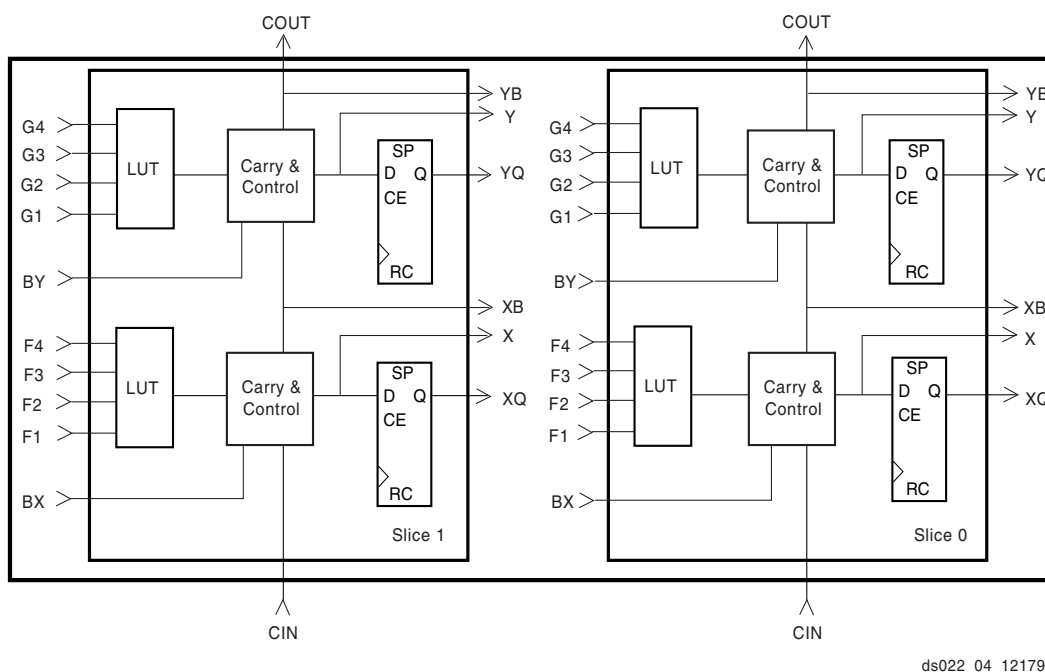 COUT
COUT
YB
Y
G4
G3
G2
G1
LUT
Carry &
Control
SP
D Q
CE
RC
YQ
BY
XB
X
F4
F3
F2
F1
LUT
Carry &
Control
SP
D Q
CE
RC
XQ
BX
Slice 1
CIN
YB
Y
G4
G3
G2
G1
LUT
Carry &
Control
SP
D Q
CE
RC
YQ
BY
XB
X
F4
F3
F2
F1
LUT
Carry &
Control
SP
D Q
CE
RC
XQ
BX
Slice 0
CIN
ds022_04_12179